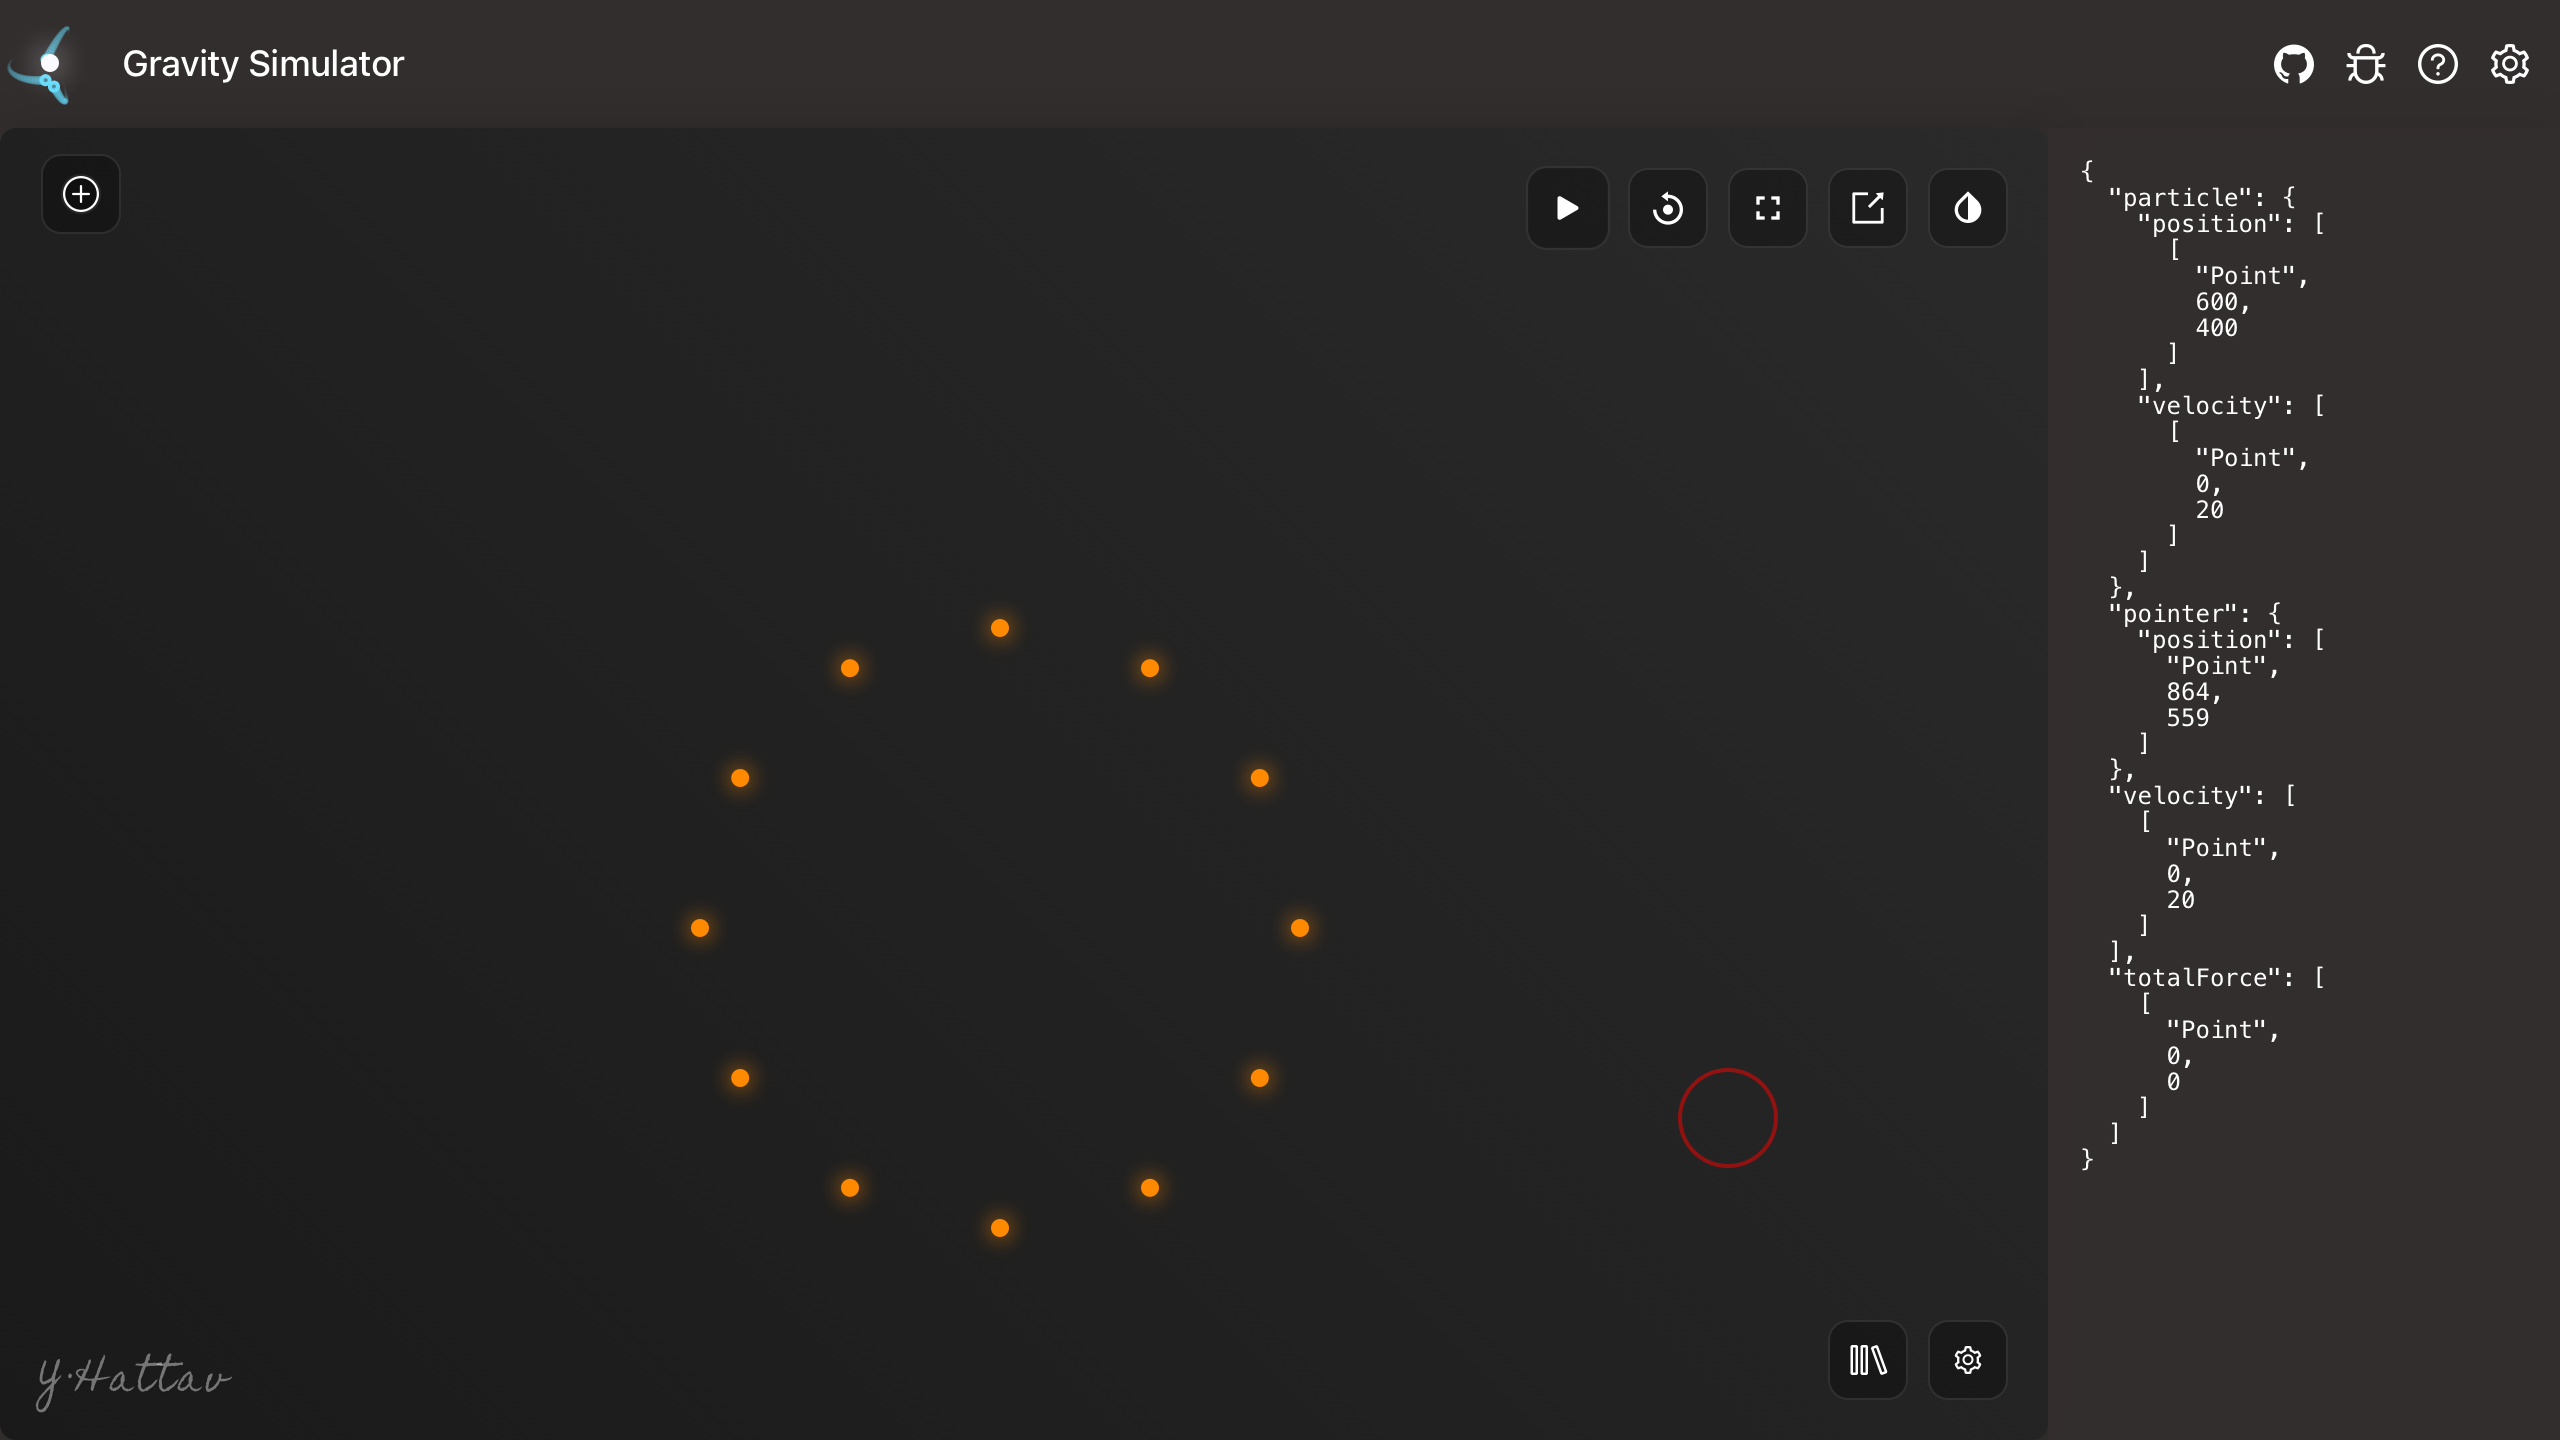 Gravity Simulator
{
"particle": {
"position": [
[
"Point",
600,
400
]
],
"velocity": [
[
"Point",
0,
20
]
]
},
"pointer": {
"position": [
"Point",
864,
559
]
},
"velocity": [
[
"Point",
0,
20
]
],
"totalForce": [
[
"Point",
0,
0
]
]
}
Y.Hattav